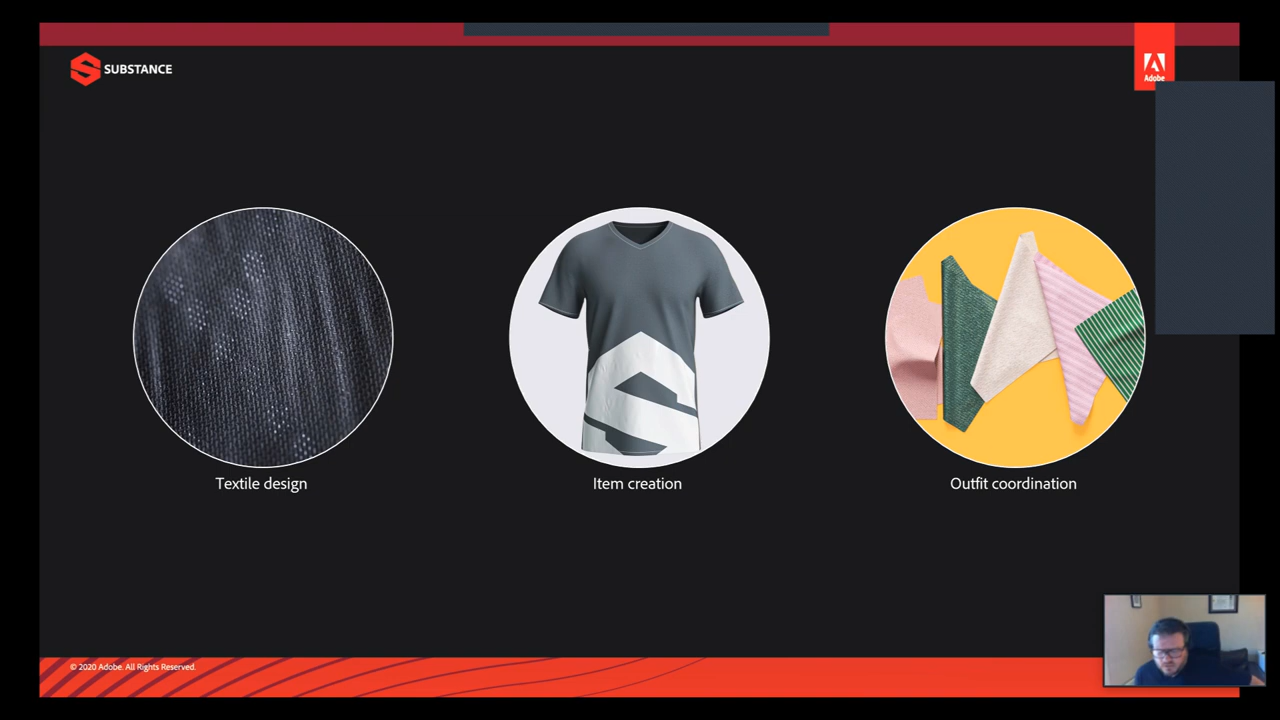 SUBSTANCE
Adobe
Textile design
Item creation
Outfit coordination
© 2020 Adobe. All Rights Reserved.